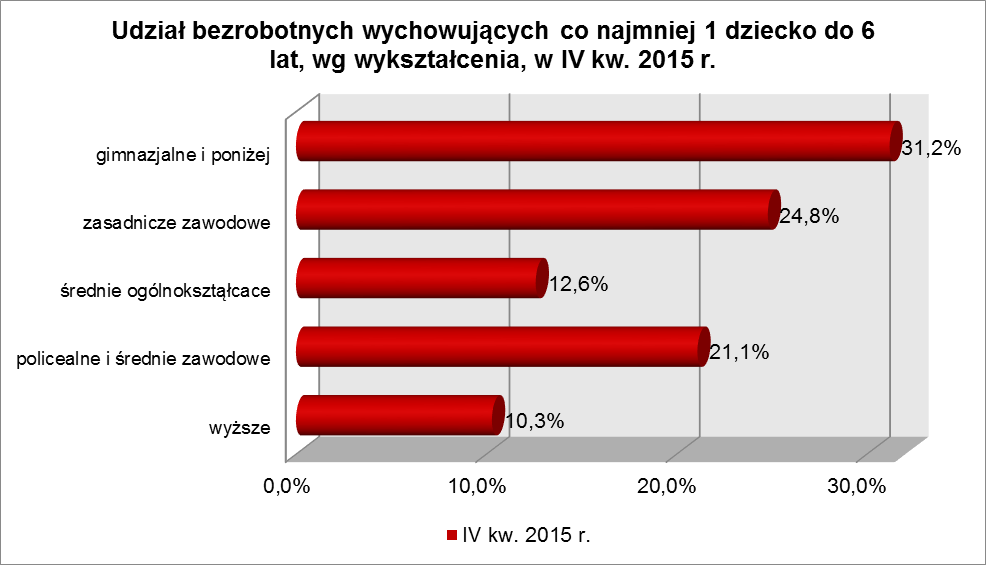 Udział bezrobotnych wychowujących co najmniej 1 dziecko do 6
lat, wg wykształcenia, w IV kw. 2015 r.
gimnazjalne i poniżej
31,2%
zasadnicze zawodowe
24,8%
średnie ogólnokształcace
12,6%
policealne i średnie zawodowe
21,1%
wyższe
10,3%
0,0% 10,0% 20,0% 30,0%
IV kw. 2015 r.